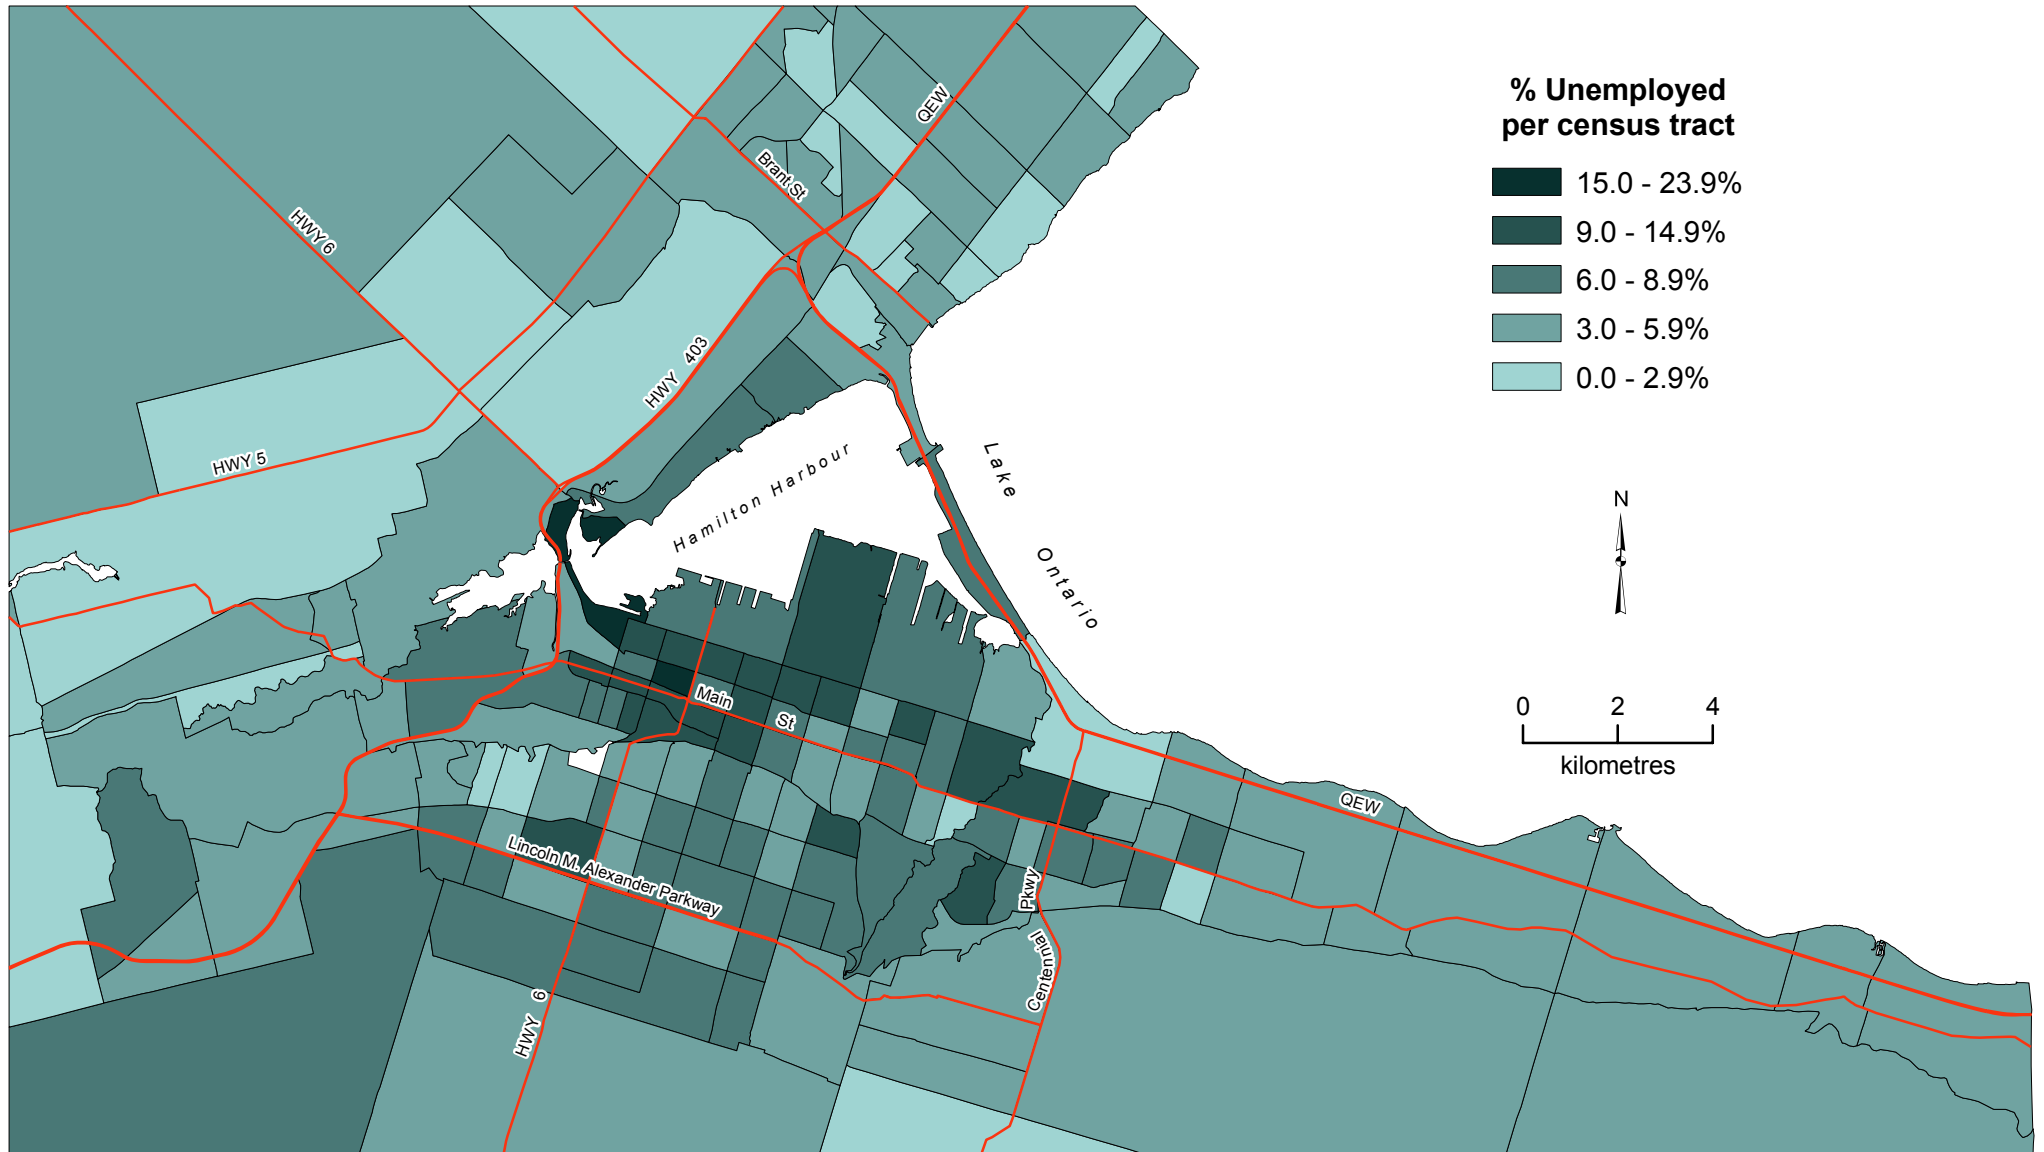 % Unemployed
per census tract
15.0 - 23.9%
9.0 - 14.9%
6.0 - 8.9%
3.0 - 5.9%
0.0 - 2.9%
QEW
Brant St
HWY 6
HWY 403
HWY 5
Hamilton Harbour
Lake
Ontario
N
0 2 4
kilometres
Main St
QEW
Lincoln M. Alexander Parkway
Centennial Pkwy
HWY 6